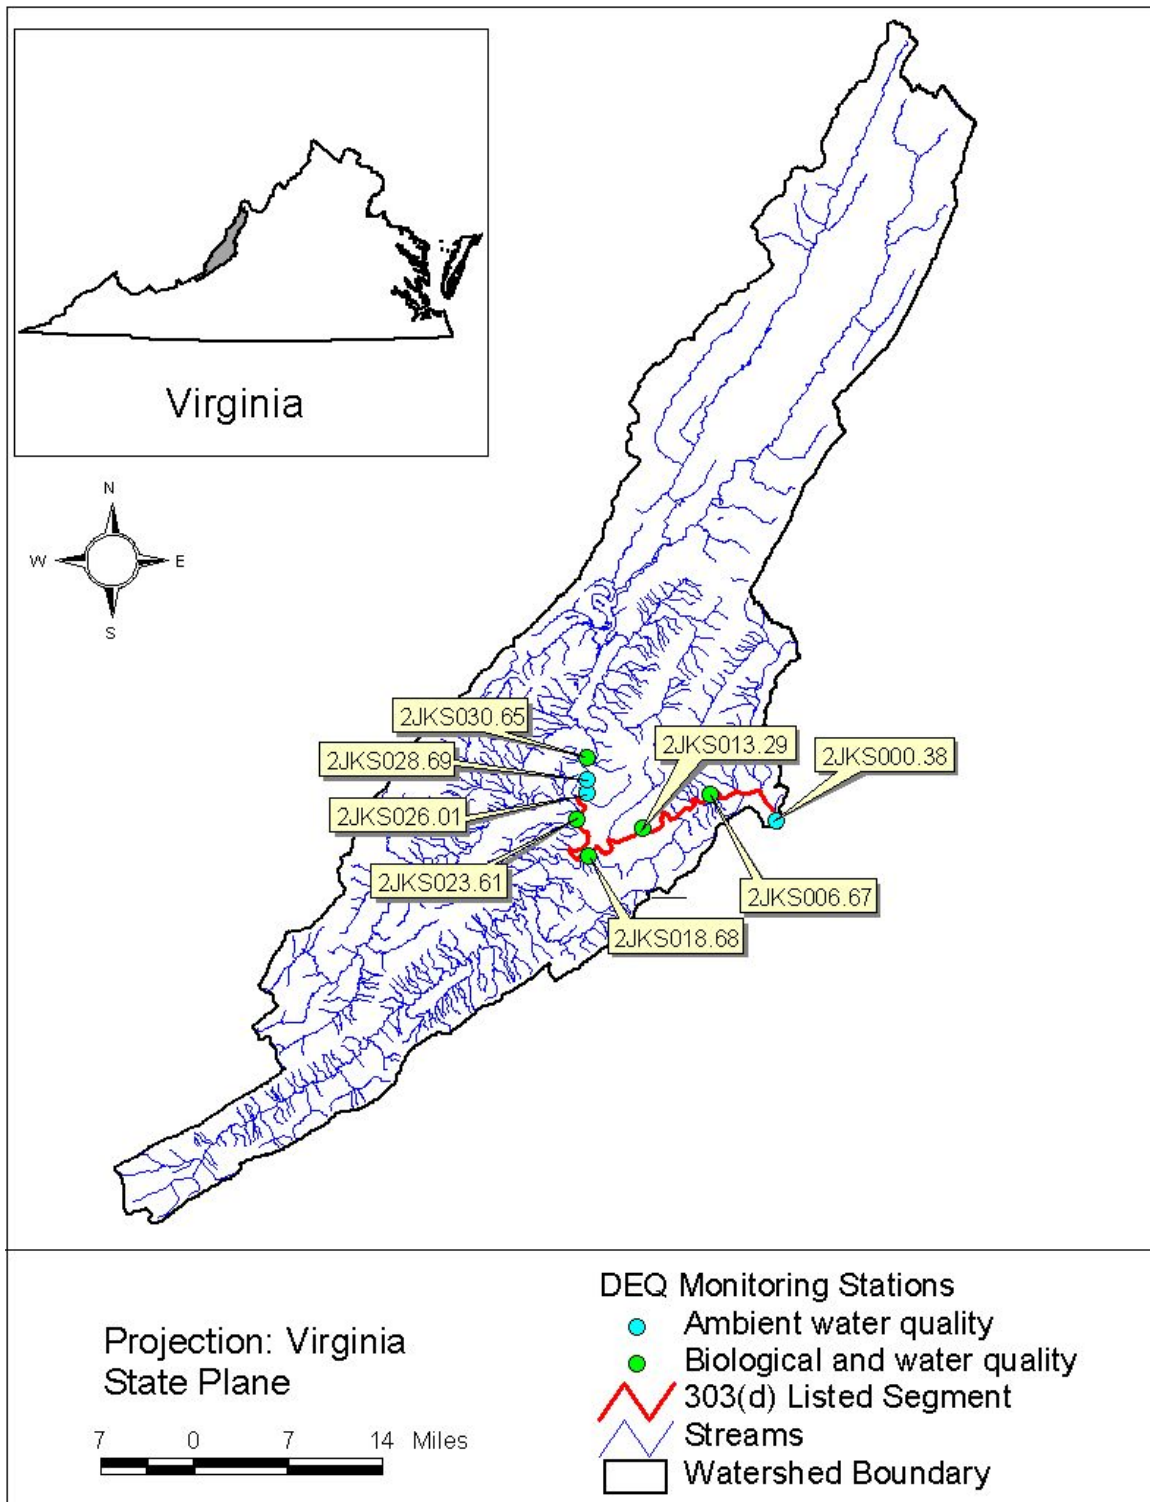 Virginia
N
W
E
S
2JKS030.65
2JKS028.69
2JKS013.29
2JKS000.38
2JKS026.01
2JKS023.61
2JKS006.67
2JKS018.68
Projection: Virginia
State Plane
7 0 7 14 Miles
DEQ Monitoring Stations
Ambient water quality
Biological and water quality
303(d) Listed Segment
Streams
Watershed Boundary